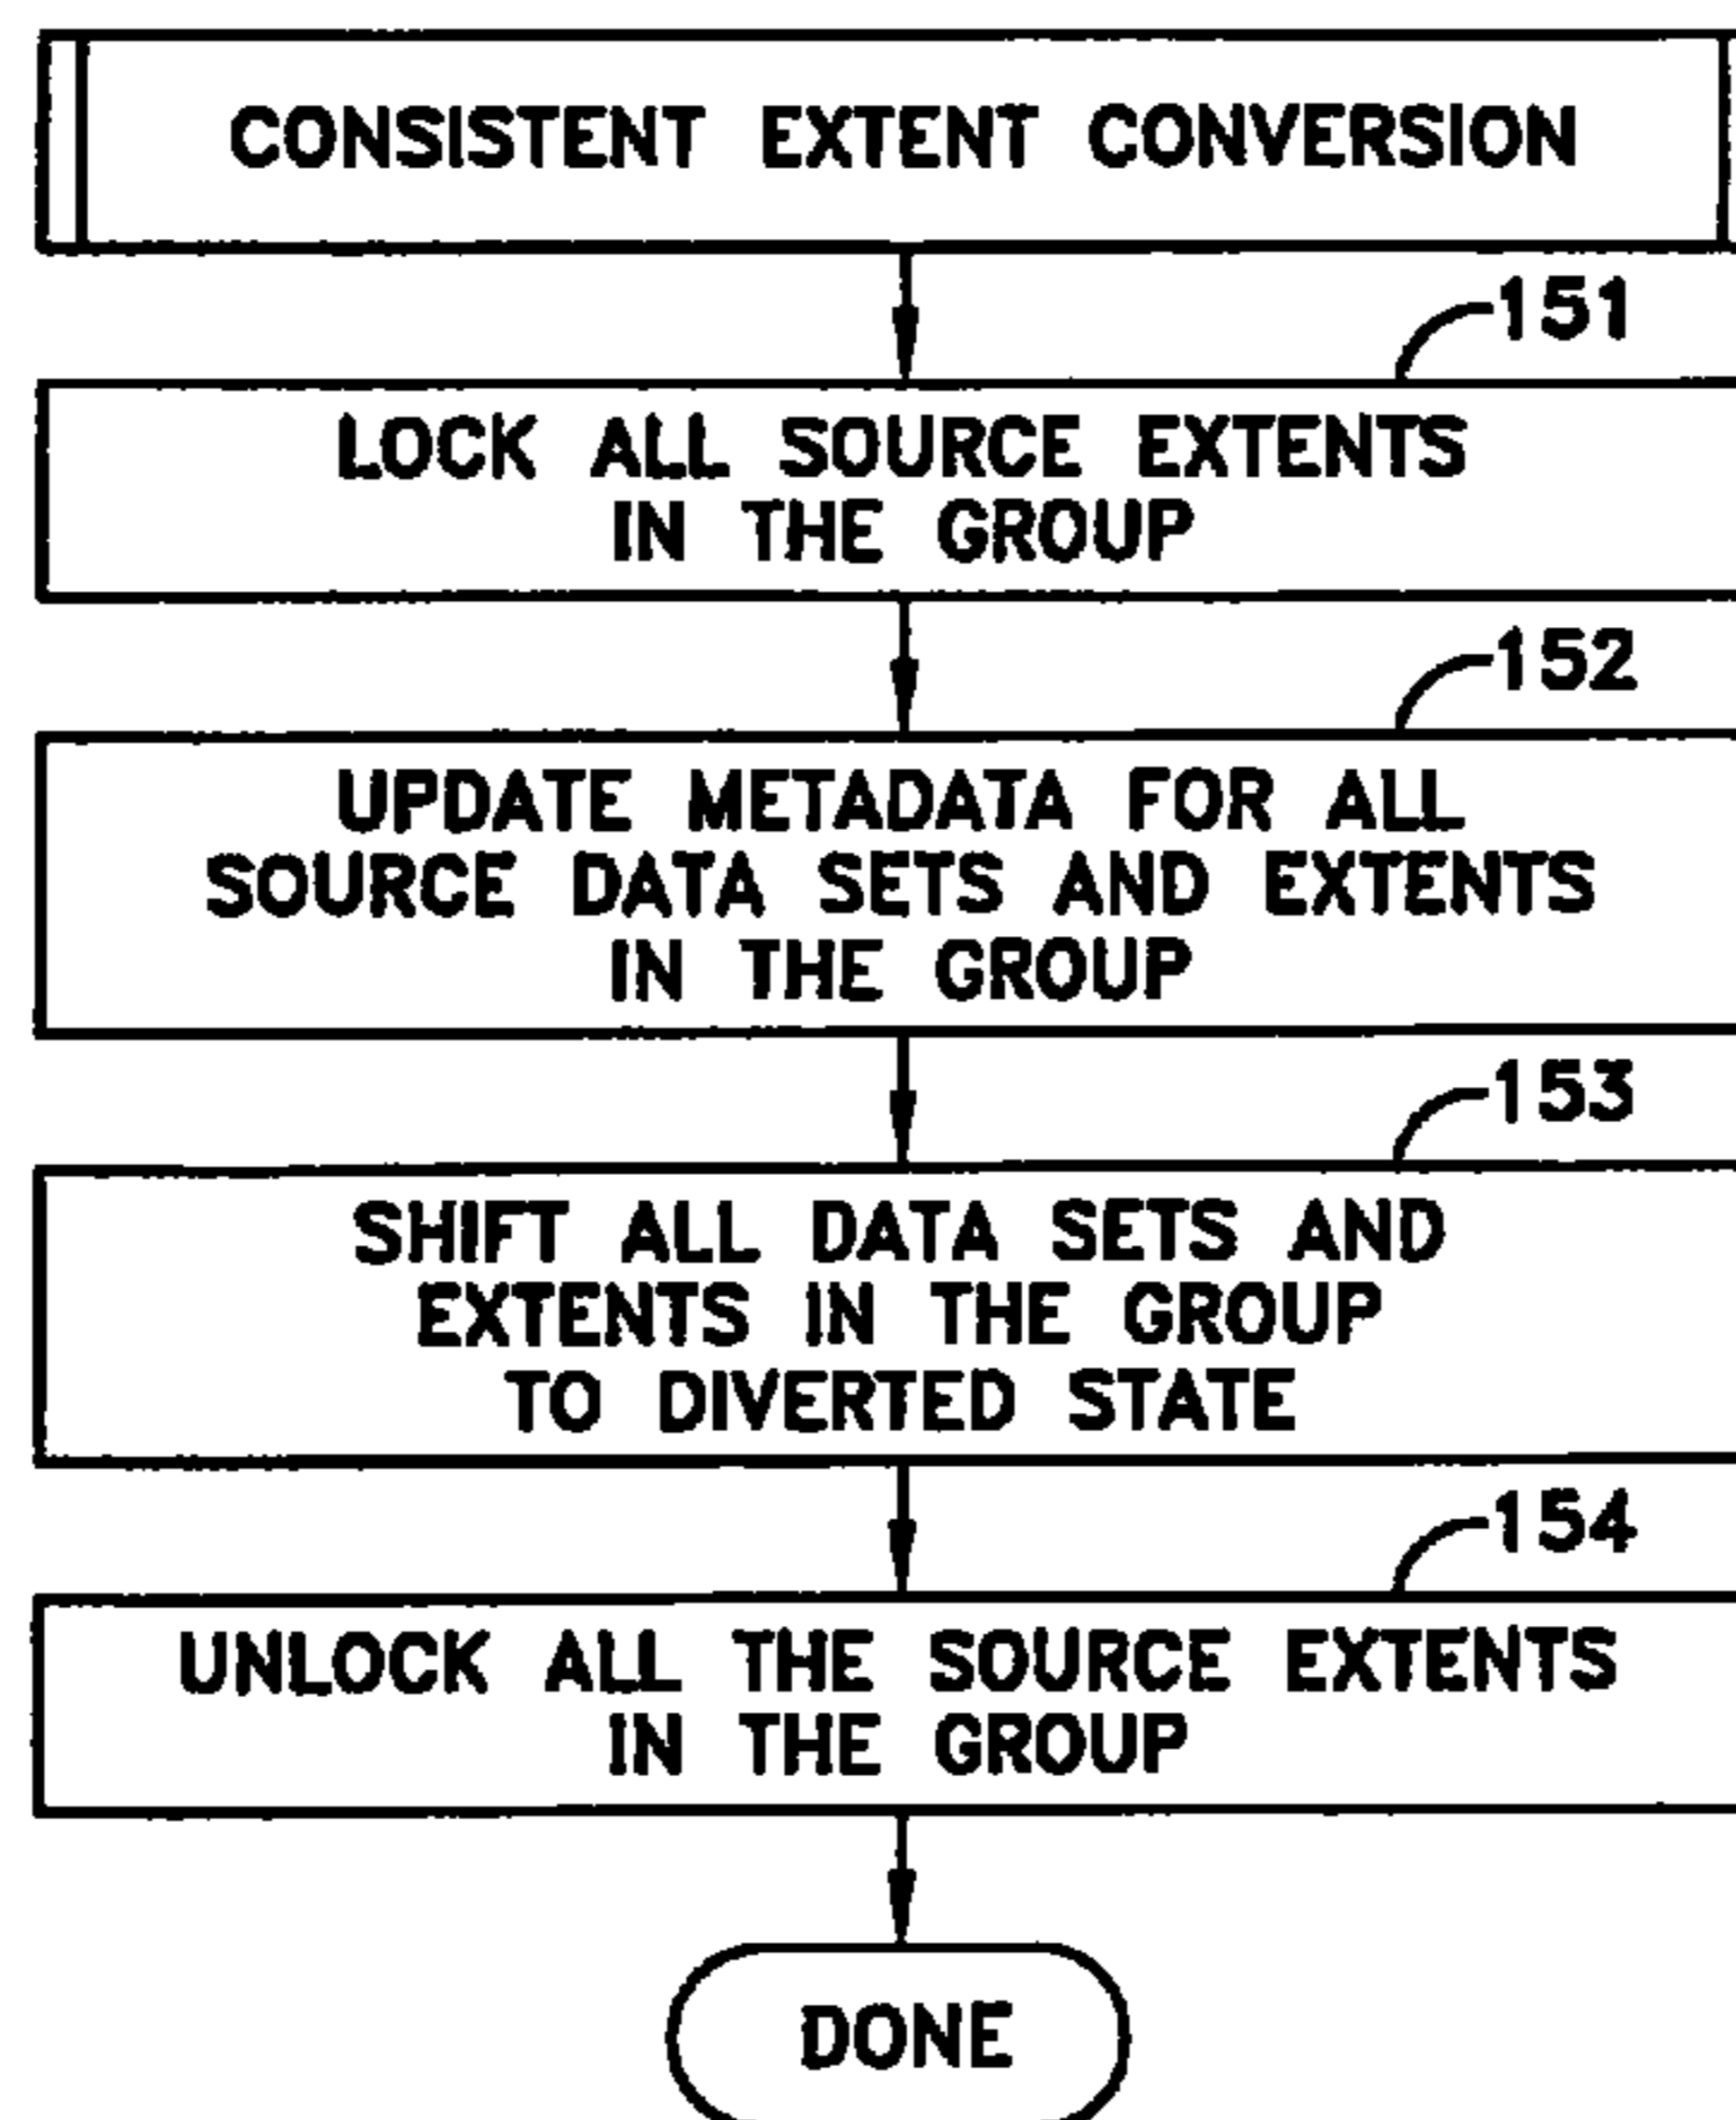 CONSISTENT EXTENT CONVERSION
151
LOCK ALL SOURCE EXTENTS
IN THE GROUP
152
UPDATE METADATA FOR ALL
SOURCE DATA SETS AND EXTENTS
IN THE GROUP
153
SHIFT ALL DATA SETS AND
EXTENTS IN THE GROUP
TO DIVERTED STATE
154
UNLOCK ALL THE SOURCE EXTENTS
IN THE GROUP
DONE